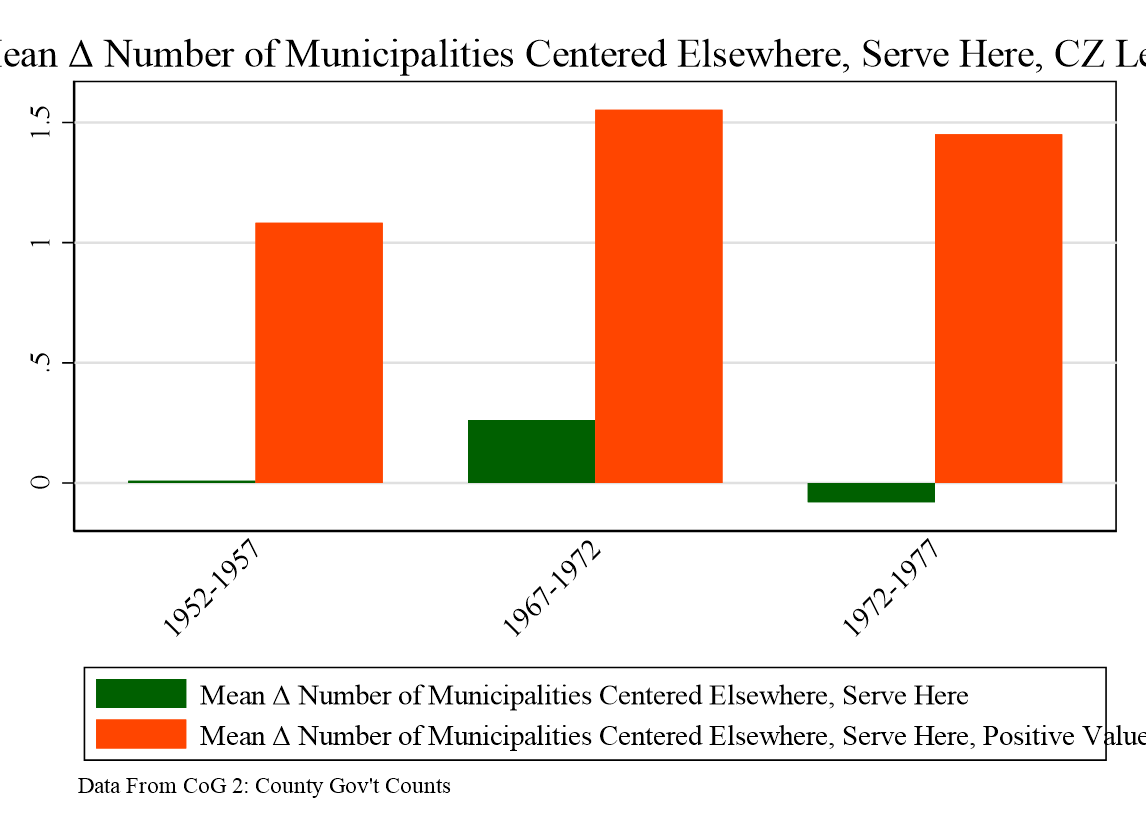 ean Δ Number of Municipalities Centered Elsewhere, Serve Here, CZ Le
1.5
1
.5
0
1952-1957
1967-1972
1972-1977
Mean Δ Number of Municipalities Centered Elsewhere, Serve Here
Mean Δ Number of Municipalities Centered Elsewhere, Serve Here, Positive Value
Data From CoG 2: County Gov't Counts